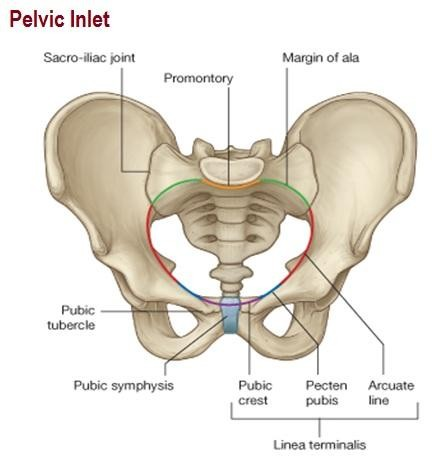 Pelvic Inlet
Sacro-iliac joint
Promontory
Margin of ala
Pubic
tubercle
Pubic symphysis
Pubic
crest
Pecten
pubis
Arcuate
line
Linea terminalis